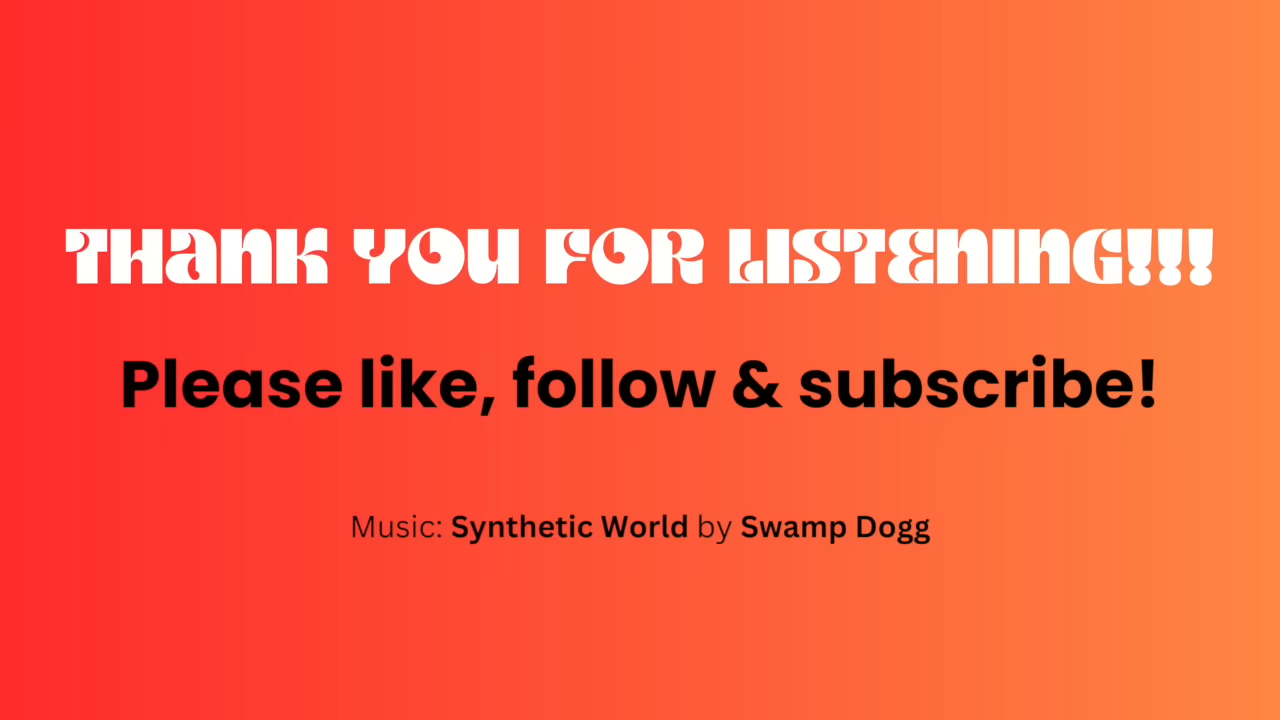 THANK YOU FOR LISTENING!!!
Please like, follow & subscribe!
Music: Synthetic World by Swamp Dogg